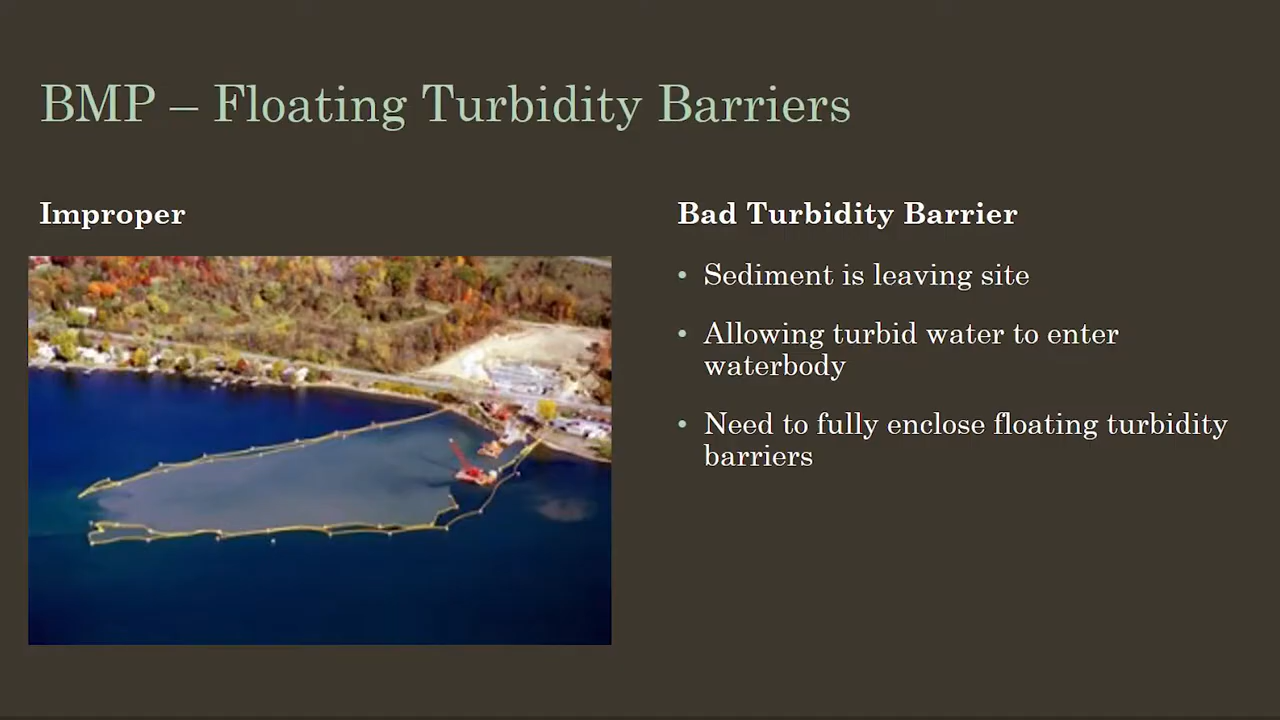 BMP – Floating Turbidity Barriers
Improper
Bad Turbidity Barrier
• Sediment is leaving site
• Allowing turbid water to enter
waterbody
• Need to fully enclose floating turbidity
barriers